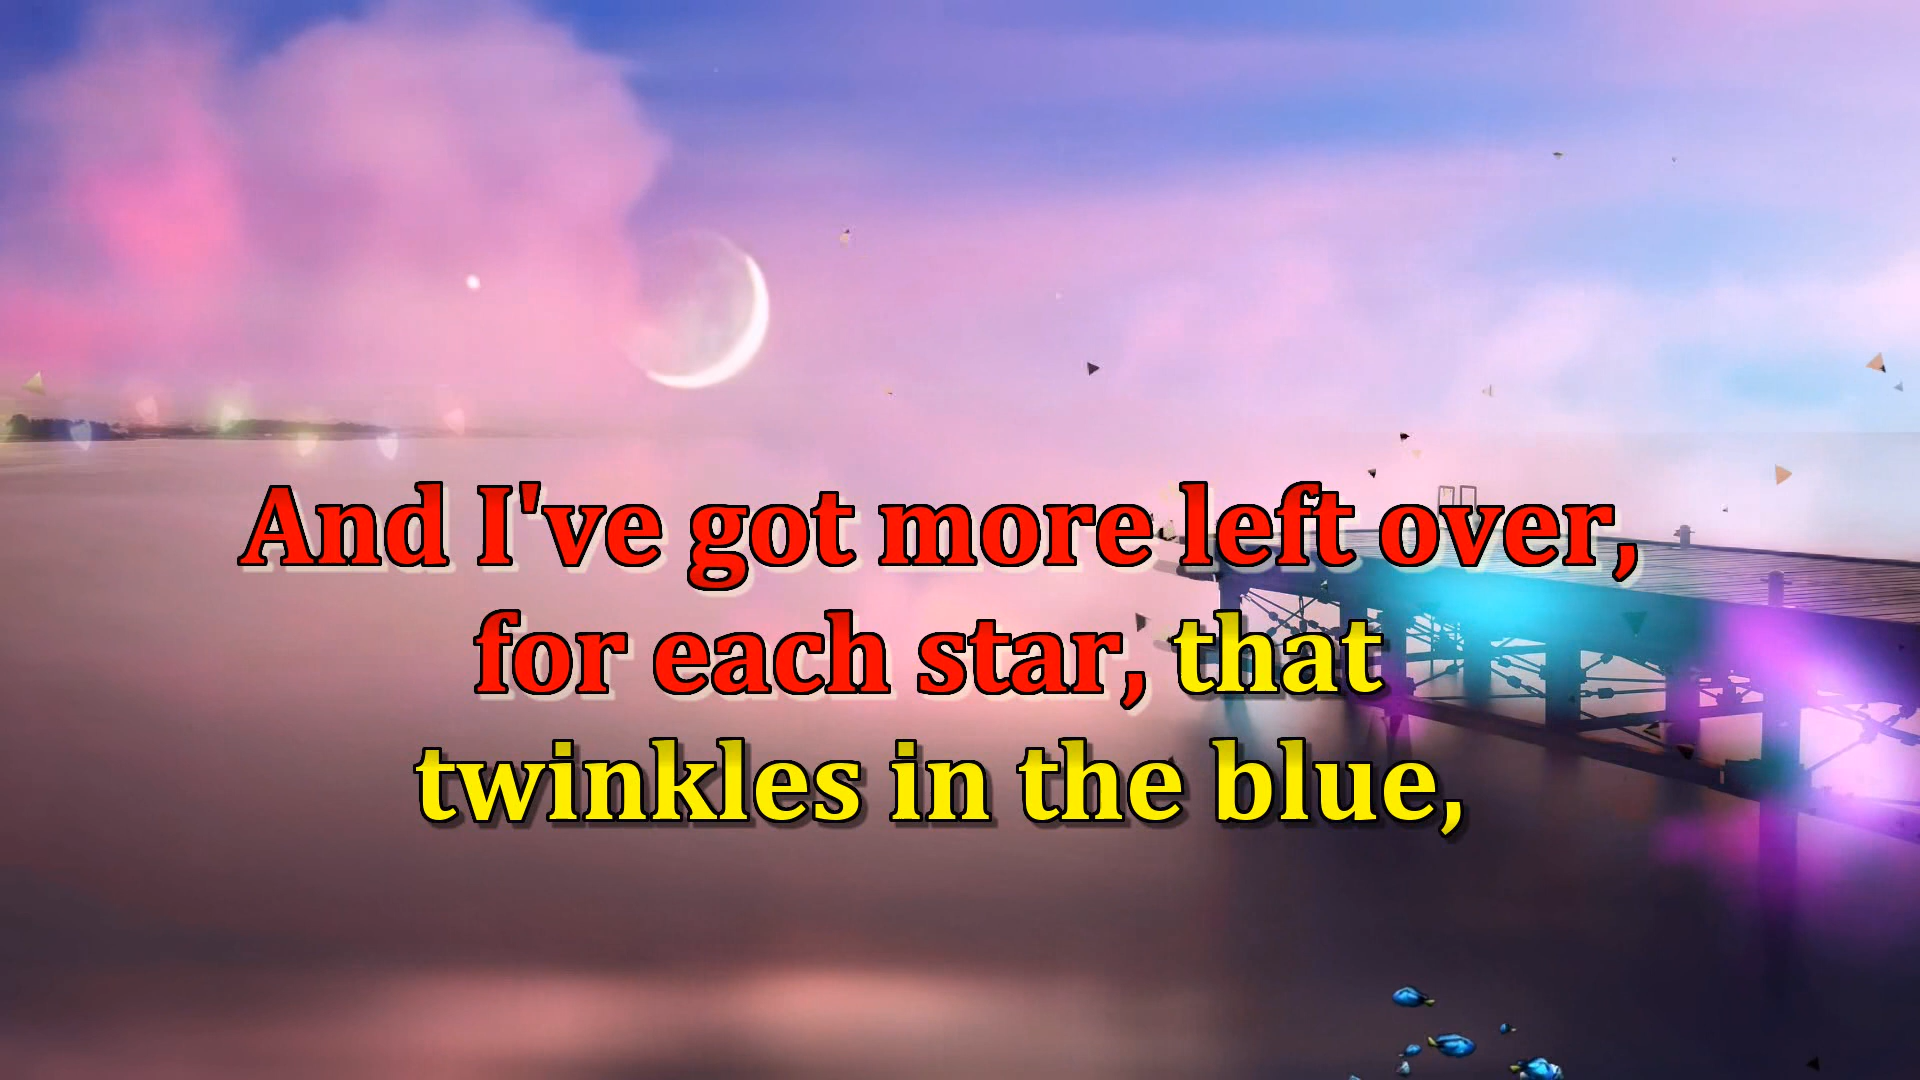 And I've got more left over,
for each star, that
twinkles in the blue,